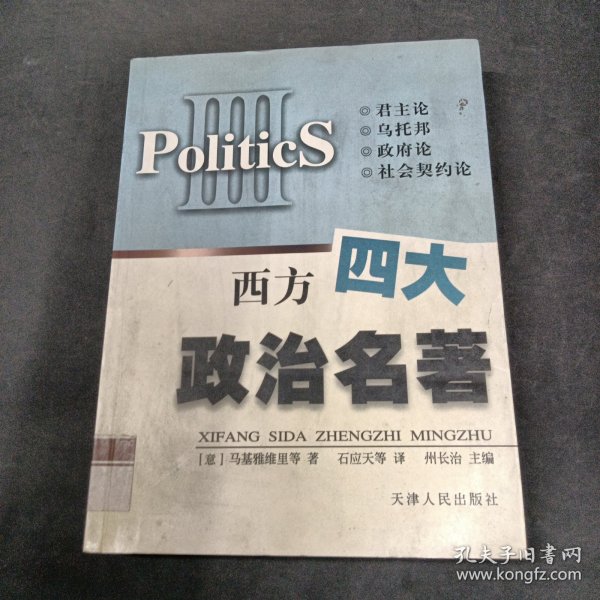 PoliticS
◎ 君主论
◎ 乌托邦
◎ 政府论
◎ 社会契约论
西方 四大
政治名著
XIFANG SIDA ZHENGZHI MINGZHU
[意] 马基雅维里等 著 石应天等 译 州长治 主编
天津人民出版社
孔夫子旧书网
www.kongfz.com